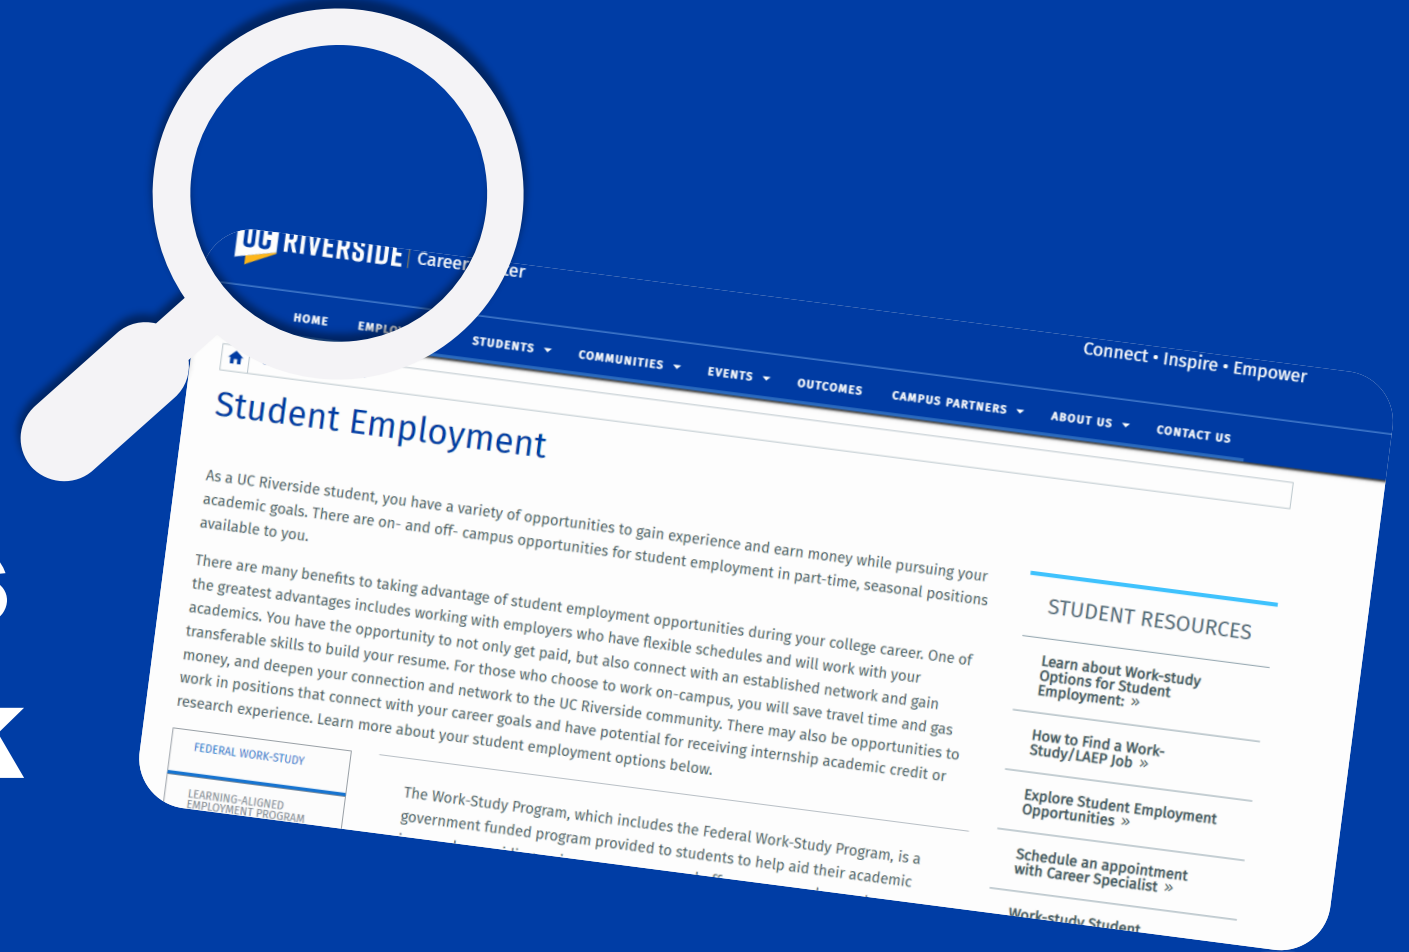 UC RIVERSIDE | Career
Connect • Inspire • Empower
HOME
STUDENTS
COMMUNITIES
EVENTS
OUTCOMES
CAMPUS PARTNERS
ABOUT US
CONTACT US
Student Employment
As a UC Riverside student, you have a variety of opportunities to gain experience and earn money while pursuing your
academic goals. There are on- and off- campus opportunities for student employment in part-time, seasonal positions
available to you.
There are many benefits to taking advantage of student employment opportunities during your college career. One of
the greatest advantages includes working with employers who have flexible schedules and will work with your
academics. You have the opportunity to not only get paid, but also connect with an established network and gain
transferable skills to build your resume. For those who choose to work on-campus, you will save travel time and gas
money, and deepen your connection and network to the UC Riverside community. There may also be opportunities to
work in positions that connect with your career goals and have potential for receiving internship academic credit or
research experience. Learn more about your student employment options below.
FEDERAL WORK-STUDY
LEARNING-ALIGNED
EMPLOYMENT PROGRAM
The Work-Study Program, which includes the Federal Work-Study Program, is a
government funded program provided to students to help aid their academic
STUDENT RESOURCES
Learn about Work-study
Options for Student
Employment: »
How to Find a Work-
Study/LAEP Job »
Explore Student Employment
Opportunities »
Schedule an appointment
with Career Specialist »
Work-study Student